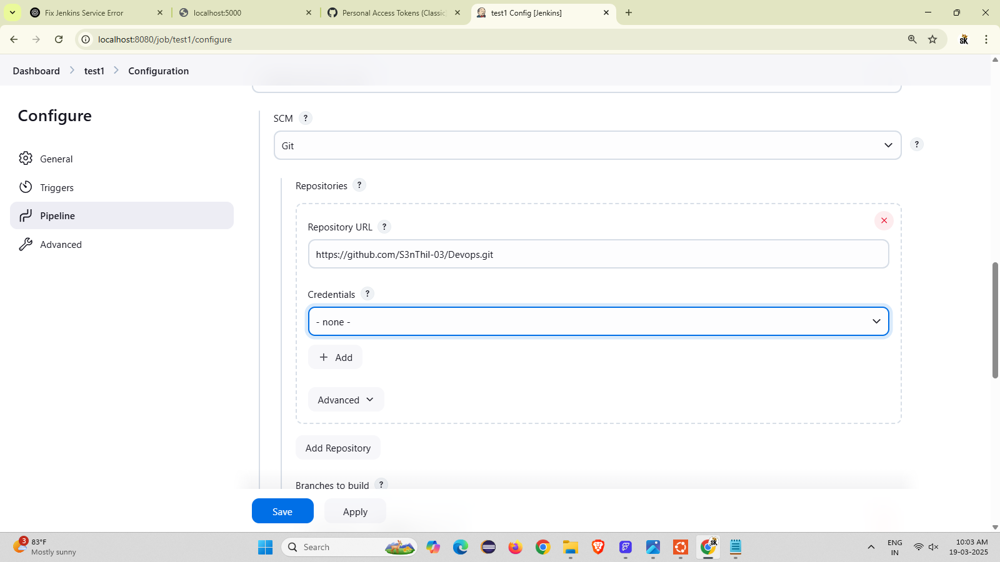 Fix Jenkins Service Error
localhost:5000
Personal Access Tokens (Classic
test1 Config [Jenkins]
localhost:8080/job/test1/configure
SK
Dashboard
test1
Configuration
Configure
General
Triggers
Pipeline
Advanced
SCM ?
Git
?
Repositories ?
Repository URL ?
https://github.com/S3nThil-03/Devops.git
Credentials ?
- none -
+ Add
Advanced
Add Repository
Branches to build ?
Save
Apply
3
83°F
Mostly sunny
Search
SK
ENG
IN
10:03 AM
19-03-2025